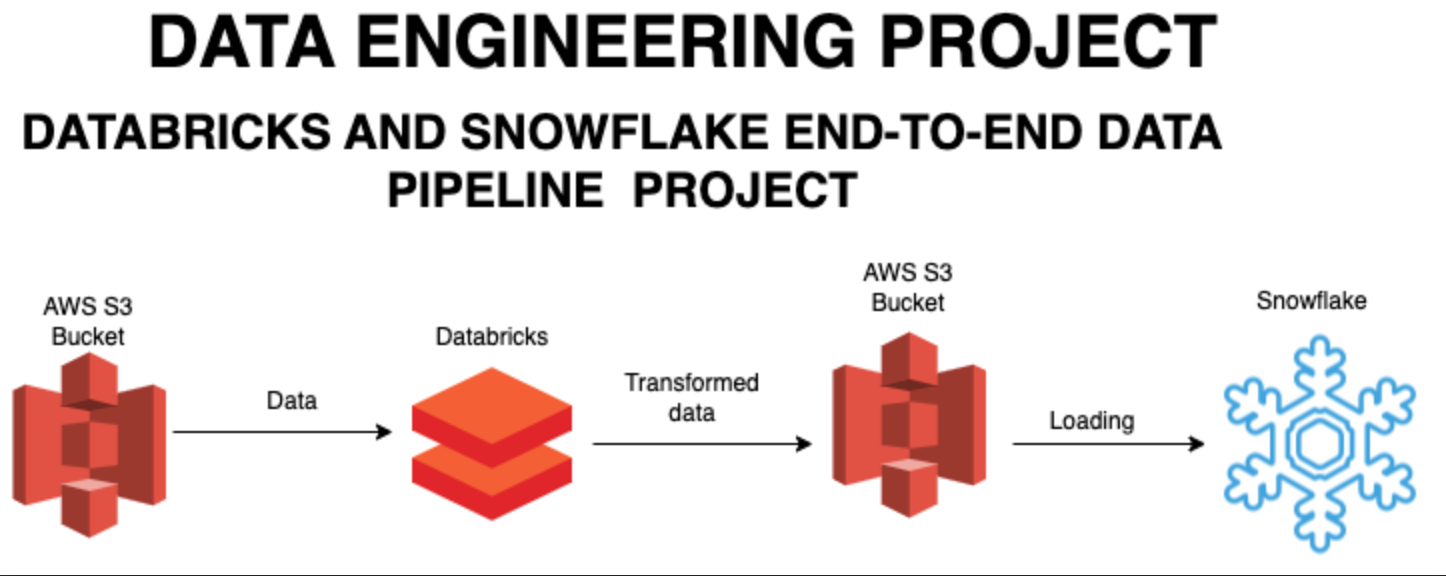 DATA ENGINEERING PROJECT
DATABRICKS AND SNOWFLAKE END-TO-END DATA
PIPELINE PROJECT
AWS S3
Bucket
Data
Databricks
Transformed
data
AWS S3
Bucket
Loading
Snowflake